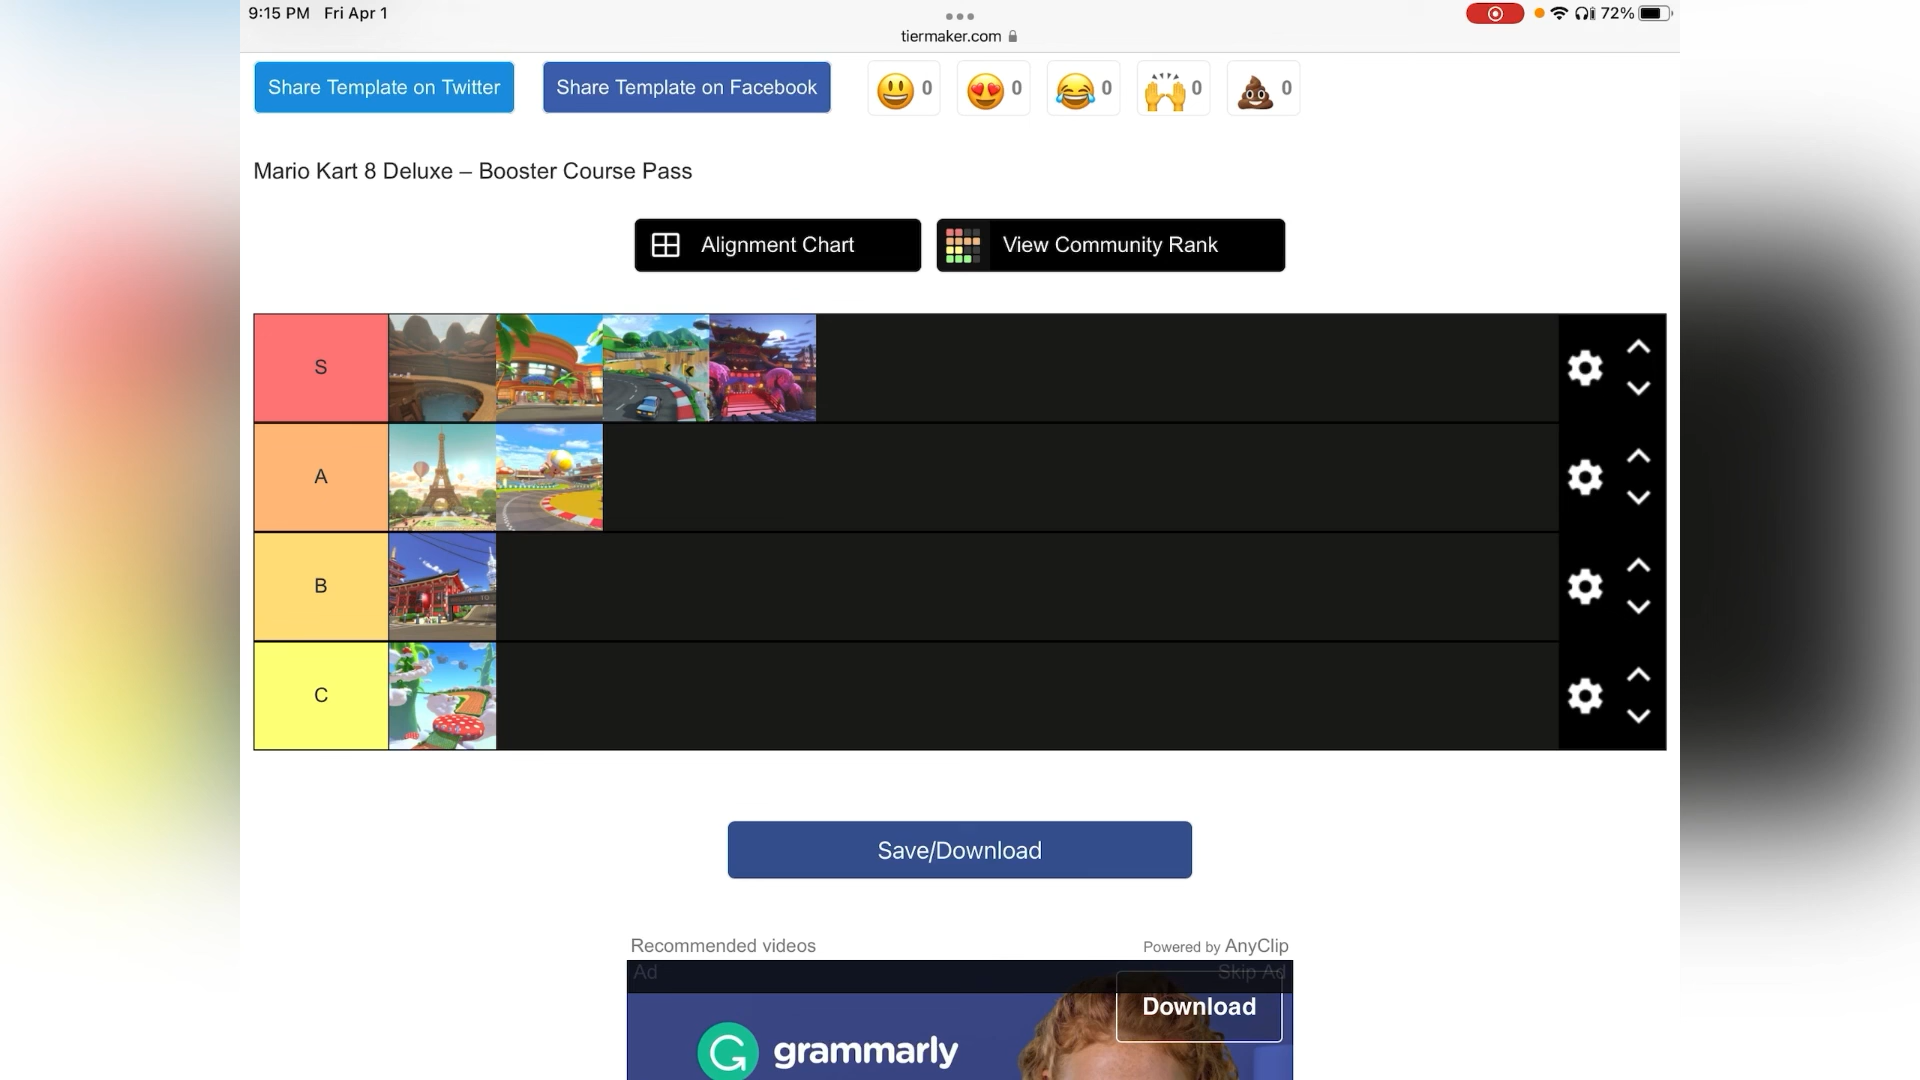 9:15 PM Fri Apr 1
72%
tiermaker.com
Share Template on Twitter
Share Template on Facebook
0
0
0
0
0
Mario Kart 8 Deluxe – Booster Course Pass
Alignment Chart
View Community Rank
S
A
B
C
Save/Download
Recommended videos
Powered by AnyClip
Ad
Skip Ad
Download
grammarly